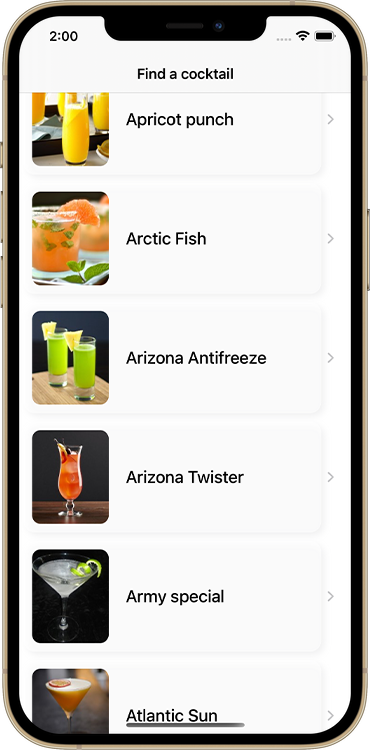 2:00
Find a cocktail
Apricot punch
Arctic Fish
Arizona Antifreeze
Arizona Twister
Army special
Atlantic Sun